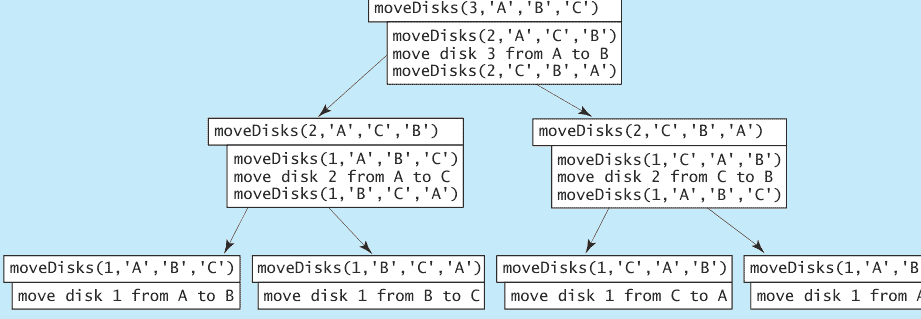 moveDisks(3,'A','B','C')
moveDisks(2,'A','C','B')
move disk 3 from A to B
moveDisks(2,'C','B','A')
moveDisks(2,'A','C','B')
moveDisks(1,'A','B','C')
move disk 2 from A to C
moveDisks(1,'B','C','A')
moveDisks(2,'C','B','A')
moveDisks(1,'C','A','B')
move disk 2 from C to B
moveDisks(1,'A','B','C')
moveDisks(1,'A','B','C')
move disk 1 from A to B
moveDisks(1,'B','C','A')
move disk 1 from B to C
moveDisks(1,'C','A','B')
move disk 1 from C to A
moveDisks(1,'A','B
move disk 1 from A